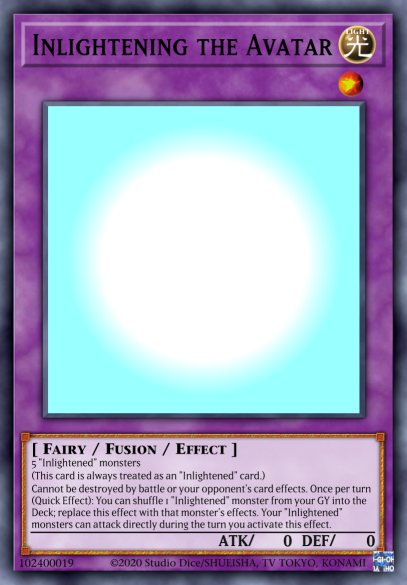 INLIGHTENING THE AVATAR
LIGHT
光
[ FAIRY / FUSION / EFFECT ]
5 "Inlightened" monsters
(This card is always treated as an "Inlightened" card.)
Cannot be destroyed by battle or your opponent's card effects. Once per turn
(Quick Effect): You can shuffle 1 "Inlightened" monster from your GY into the
Deck; replace this effect with that monster's effects. Your "Inlightened"
monsters can attack directly during the turn you activate this effect.
ATK/ 0 DEF/ 0
102400019 ©2020 Studio Dice/SHUEISHA, TV TOKYO, KONAMI